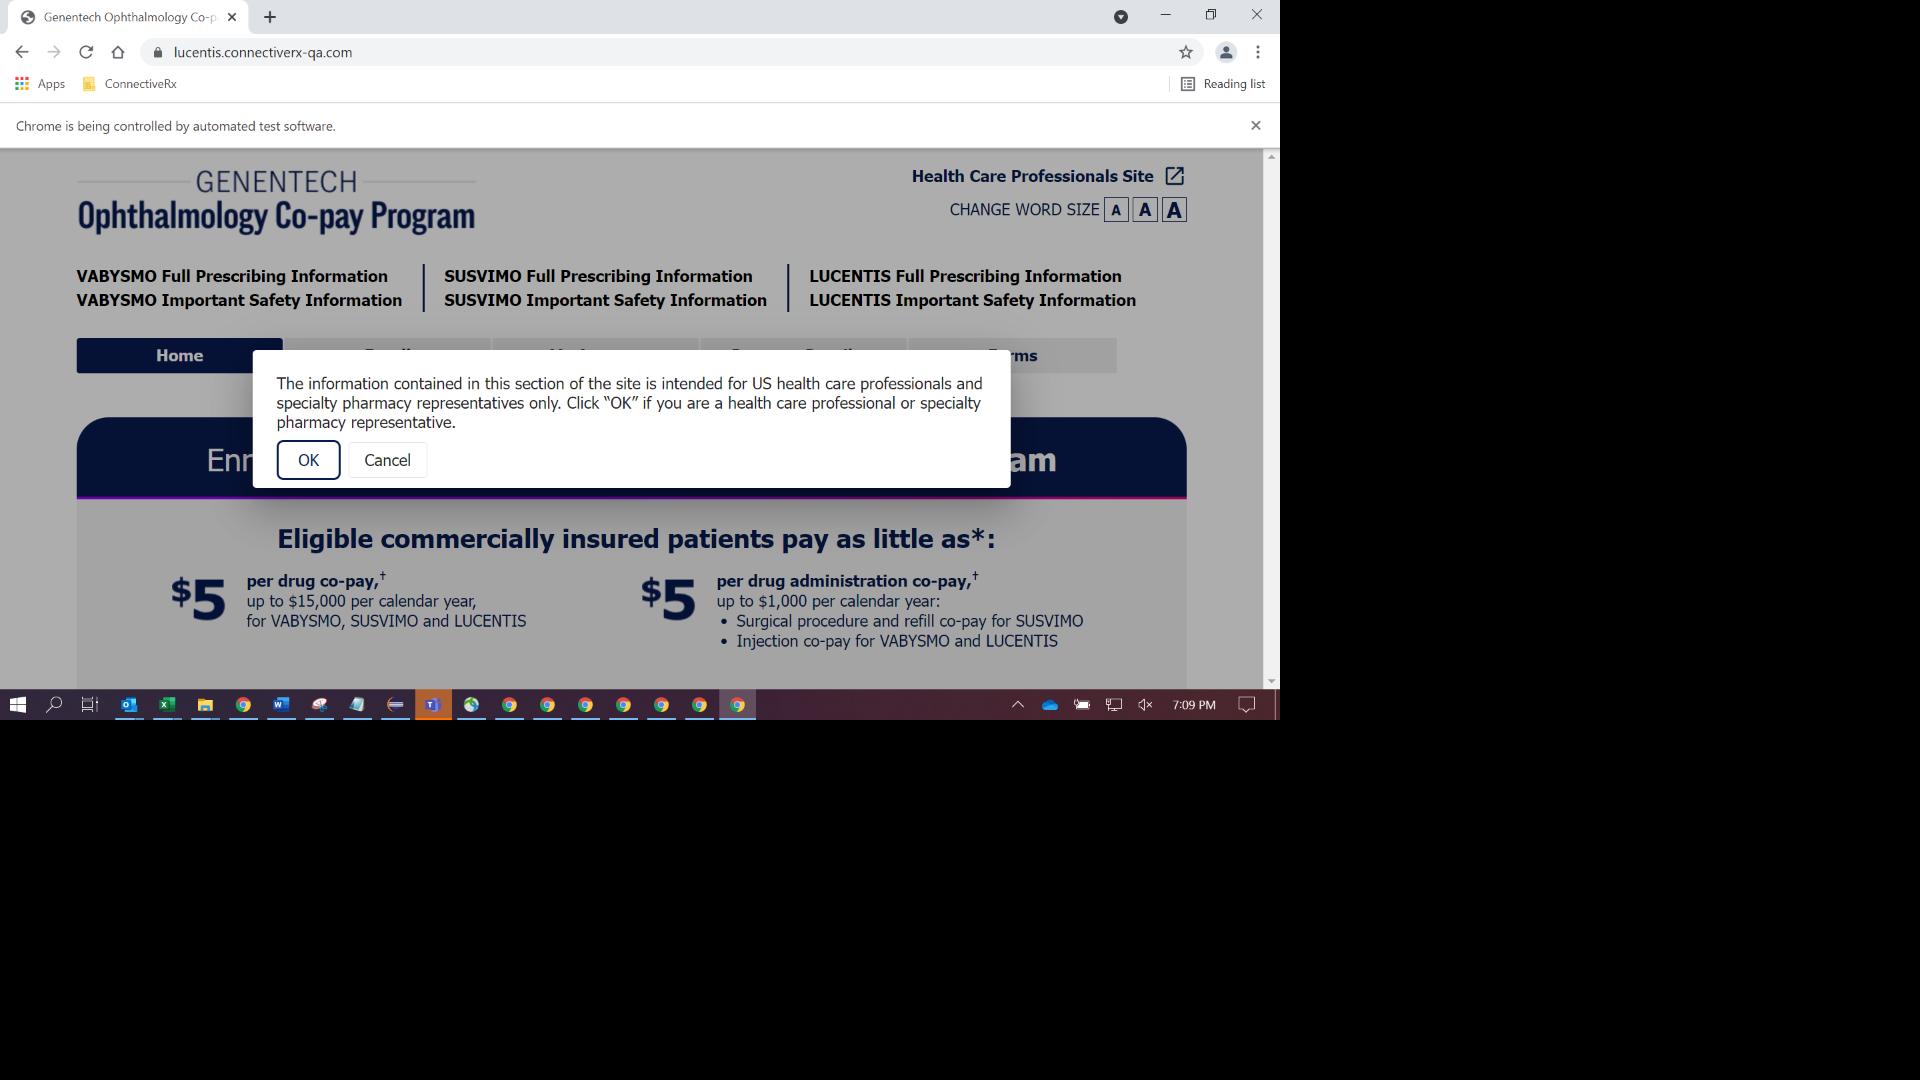 Genentech Ophthalmology Co-p
lucentis.connectiverx-qa.com
Apps
ConnectiveRx
Reading list
Chrome is being controlled by automated test software.
GENENTECH
Ophthalmology Co-pay Program
Health Care Professionals Site
CHANGE WORD SIZE A A A
VABYSMO Full Prescribing Information
VABYSMO Important Safety Information
SUSVIMO Full Prescribing Information
SUSVIMO Important Safety Information
LUCENTIS Full Prescribing Information
LUCENTIS Important Safety Information
Home
rms
The information contained in this section of the site is intended for US health care professionals and
specialty pharmacy representatives only. Click “OK” if you are a health care professional or specialty
pharmacy representative.
OK
Cancel
Enr
am
Eligible commercially insured patients pay as little as*:
$5
per drug co-pay,†
up to $15,000 per calendar year,
for VABYSMO, SUSVIMO and LUCENTIS
$5
per drug administration co-pay,†
up to $1,000 per calendar year:
• Surgical procedure and refill co-pay for SUSVIMO
• Injection co-pay for VABYSMO and LUCENTIS
7:09 PM